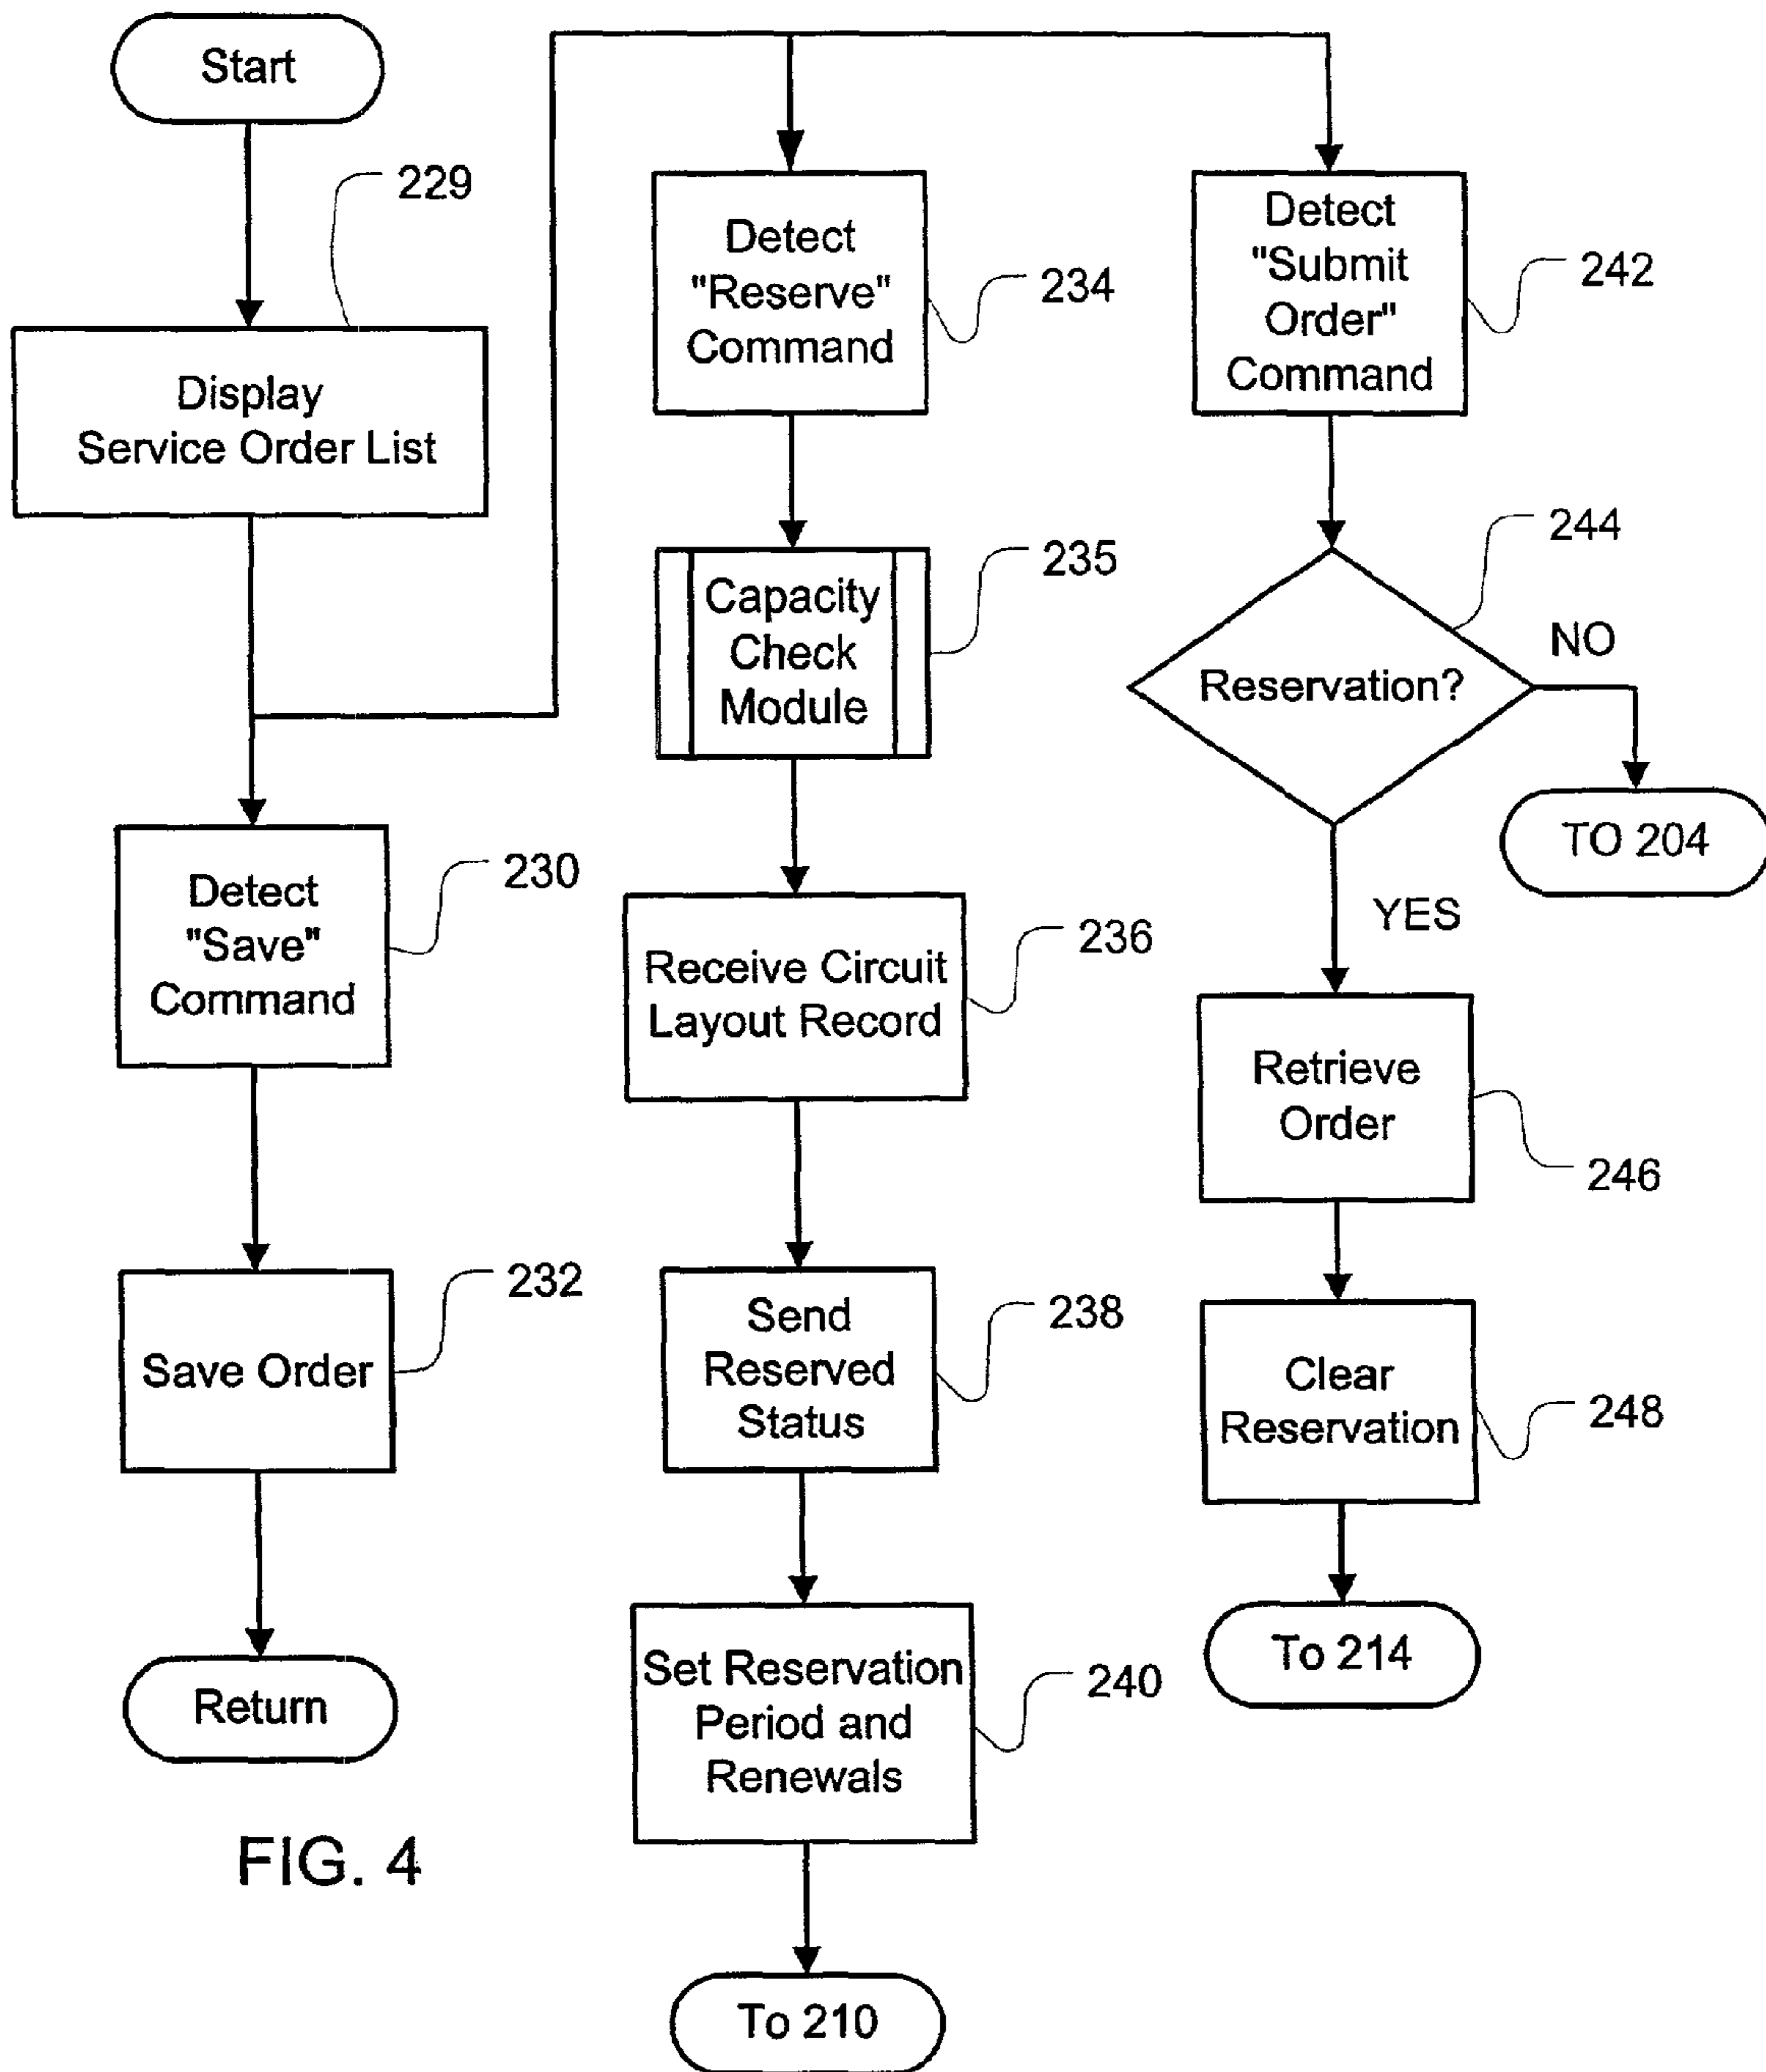 Start
229
Display
Service Order List
Detect
"Save"
Command
230
Save Order
232
Return
FIG. 4
Detect
"Reserve"
Command
234
Capacity
Check
Module
235
Receive Circuit
Layout Record
236
Send
Reserved
Status
238
Set Reservation
Period and
Renewals
240
To 210
Detect
"Submit
Order"
Command
242
244
Reservation?
NO
TO 204
YES
Retrieve
Order
246
Clear
Reservation
248
To 214